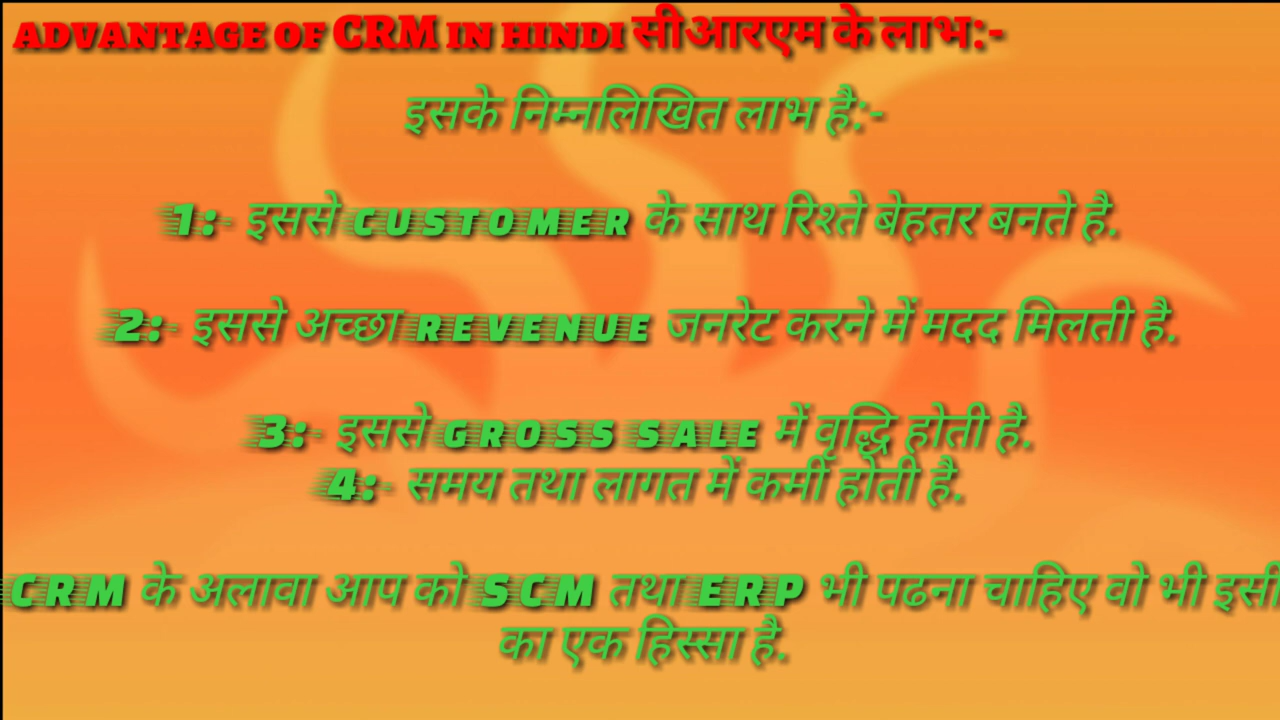 ADVANTAGE OF CRM IN HINDI सीआरएम के लाभ:-
इसके निम्नलिखित लाभ है:-
1:- इससे CUSTOMER के साथ रिश्ते बेहतर बनते है.
2:- इससे अच्छा REVENUE जनरेट करने में मदद मिलती है.
3:- इससे GROSS SALE में वृद्धि होती है.
4:- समय तथा लागत में कमी होती है.
CRM के अलावा आप को SCM तथा ERP भी पढना चाहिए वो भी इसी
का एक हिस्सा है.